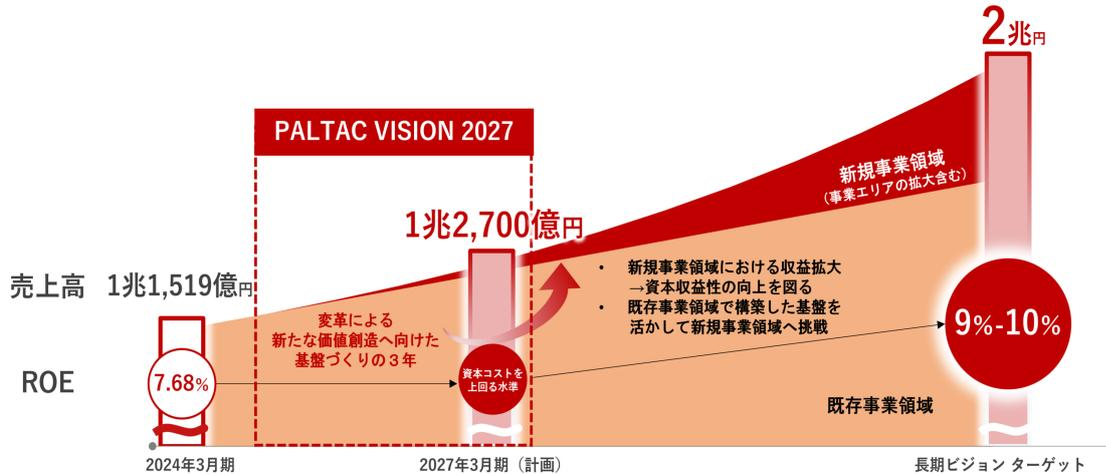 2兆円
PALTAC VISION 2027
新規事業領域
（事業エリアの拡大含む）
1兆2,700億円
売上高 1兆1,519億円
• 新規事業領域における収益拡大
→資本収益性の向上を図る
• 既存事業領域で構築した基盤を
活かして新規事業領域へ挑戦
変革による
新たな価値創造へ向けた
基盤づくりの３年
9%-10%
ROE
7.68%
資本コストを
上回る水準
既存事業領域
2024年3月期
2027年3月期（計画）
長期ビジョン ターゲット